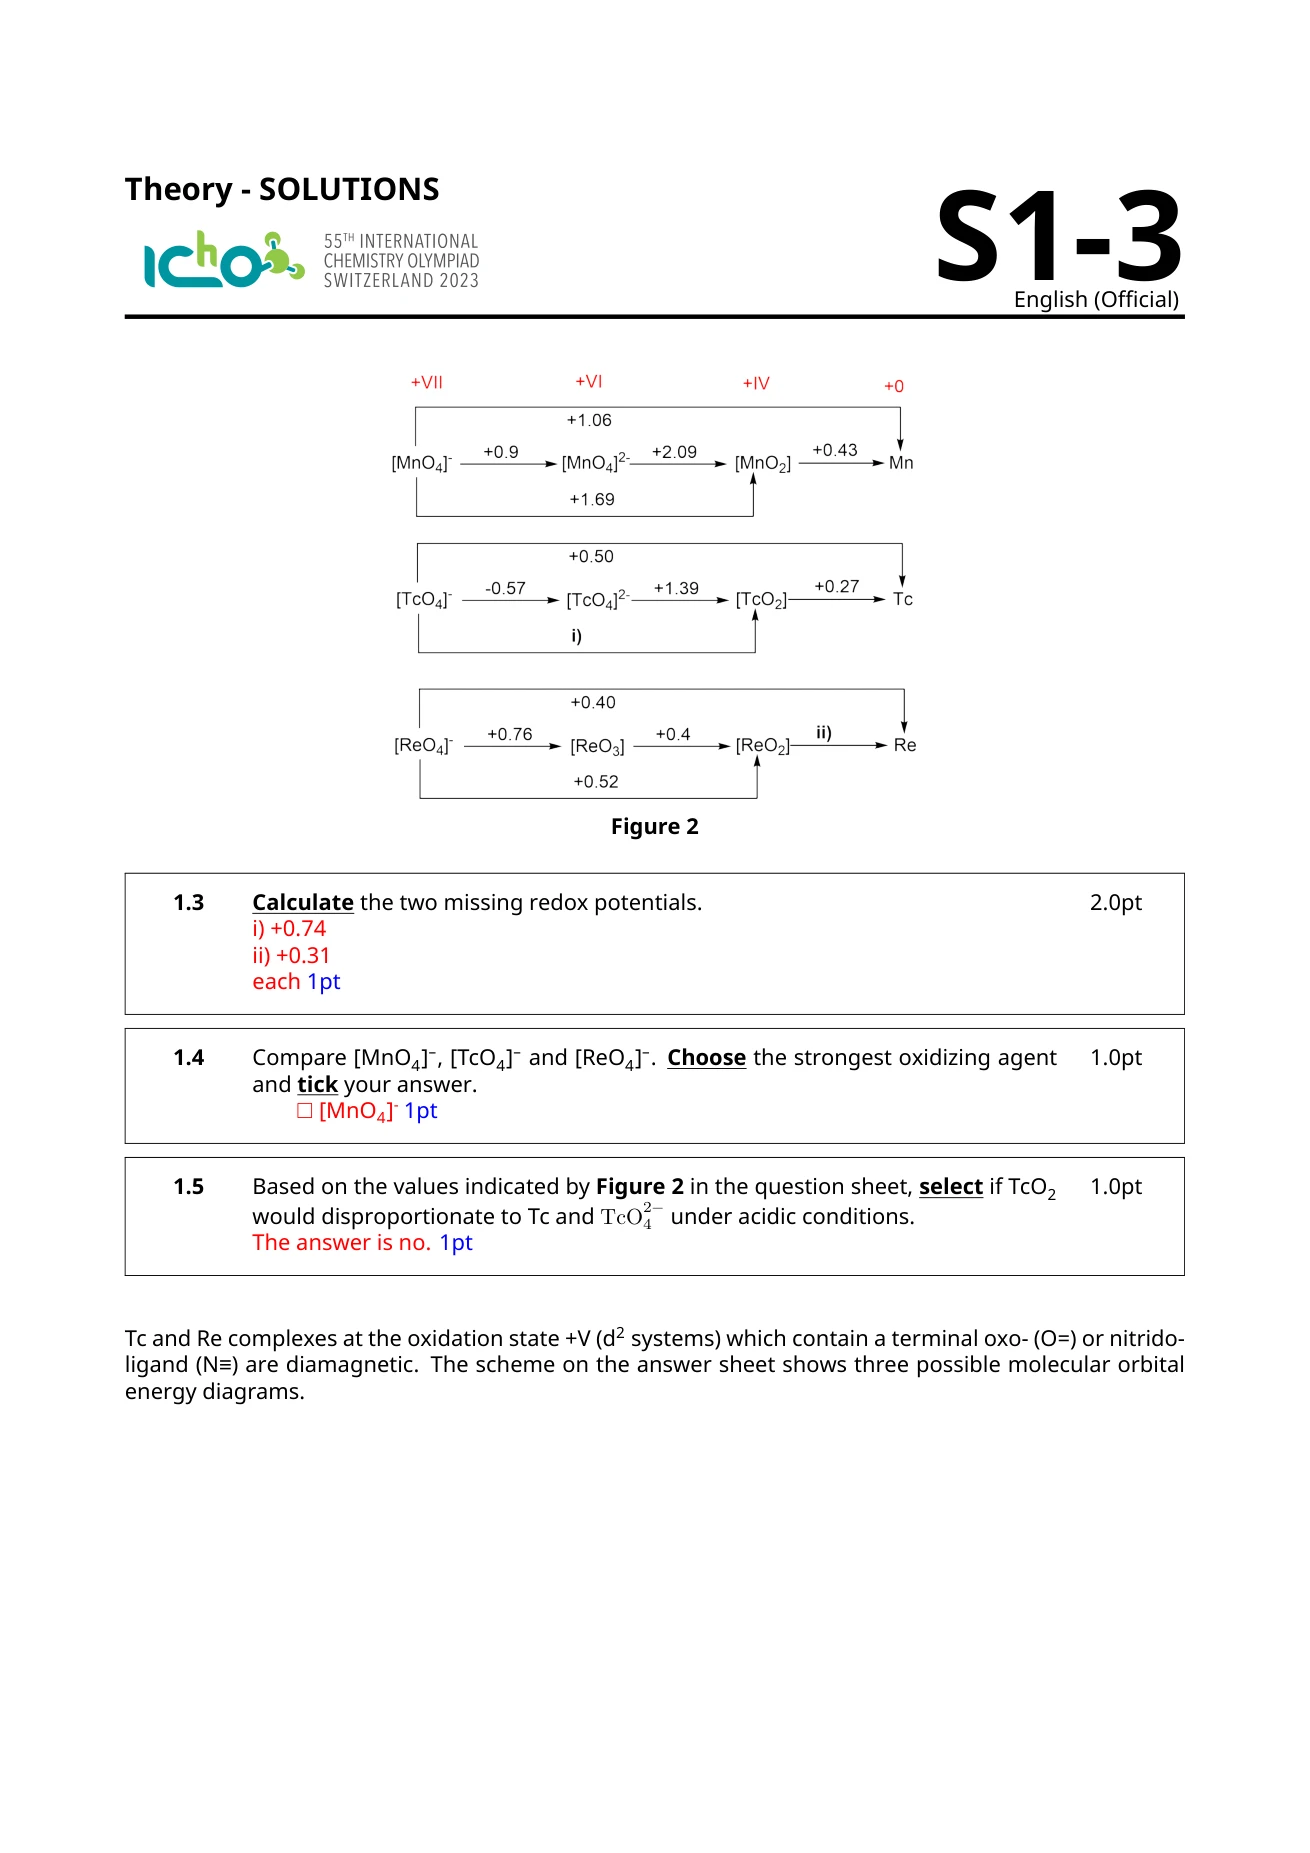 Theory - SOLUTIONS
S1-3
IChO
55TH INTERNATIONAL
CHEMISTRY OLYMPIAD
SWITZERLAND 2023
English (Official)
+VII +VI +IV +0
+1.06
[MnO4]- +0.9 [MnO4]2- +2.09 [MnO2] +0.43 Mn
+1.69
+0.50
[TcO4]- -0.57 [TcO4]2- +1.39 [TcO2] +0.27 Tc
i)
+0.40
[ReO4]- +0.76 [ReO3] +0.4 [ReO2] ii) Re
+0.52
Figure 2
1.3 Calculate the two missing redox potentials. 2.0pt
i) +0.74
ii) +0.31
each 1pt
1.4 Compare [MnO4]–, [TcO4]– and [ReO4]–. Choose the strongest oxidizing agent 1.0pt
and tick your answer.
☐ [MnO4]- 1pt
1.5 Based on the values indicated by Figure 2 in the question sheet, select if TcO2 1.0pt
would disproportionate to Tc and TcO4^2− under acidic conditions.
The answer is no. 1pt
Tc and Re complexes at the oxidation state +V (d2 systems) which contain a terminal oxo- (O=) or nitrido-
ligand (N≡) are diamagnetic. The scheme on the answer sheet shows three possible molecular orbital
energy diagrams.